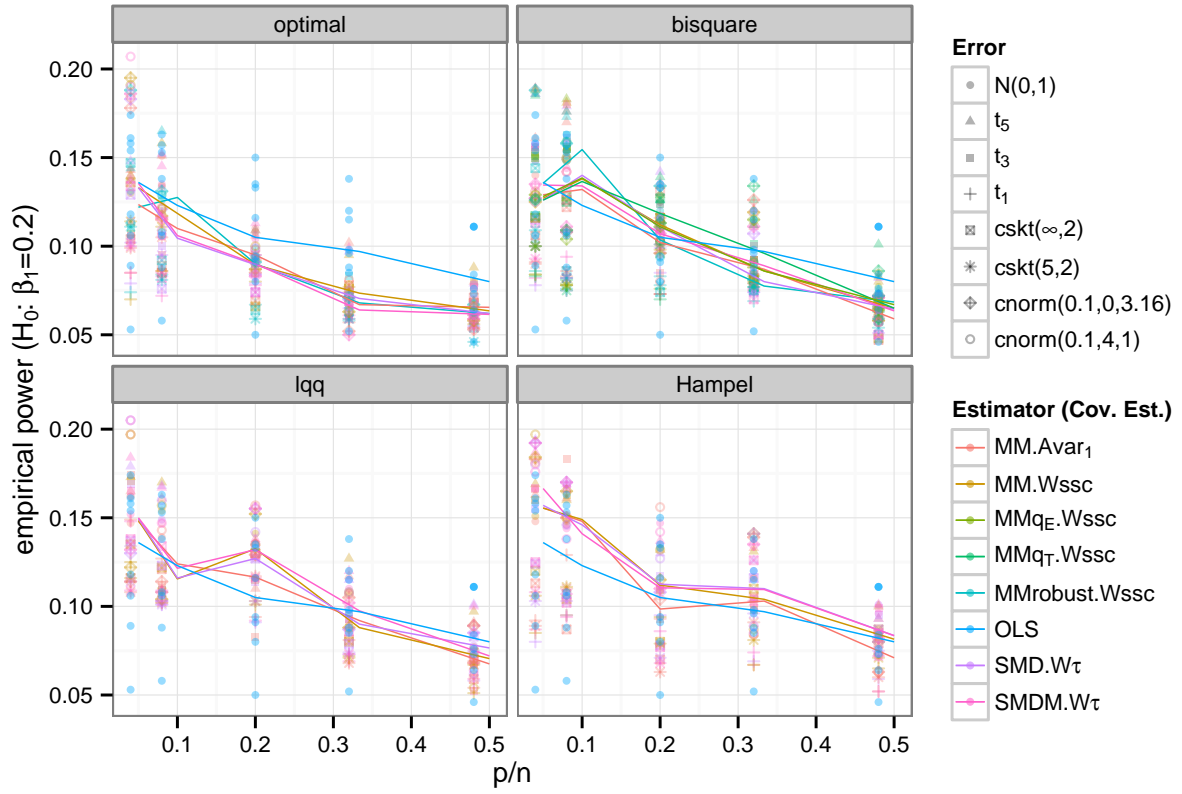 optimal
bisquare
0.20
0.15
0.10
0.05
lqq
Hampel
0.20
0.15
0.10
0.05
0.1 0.2 0.3 0.4 0.5
0.1 0.2 0.3 0.4 0.5
p/n
empirical power (H₀: β₁=0.2)
Error
N(0,1)
t₅
t₃
t₁
cskt(∞,2)
cskt(5,2)
cnorm(0.1,0,3.16)
cnorm(0.1,4,1)
Estimator (Cov. Est.)
MM.Avar₁
MM.Wssc
MMqE.Wssc
MMqT.Wssc
MMrobust.Wssc
OLS
SMD.Wτ
SMDM.Wτ